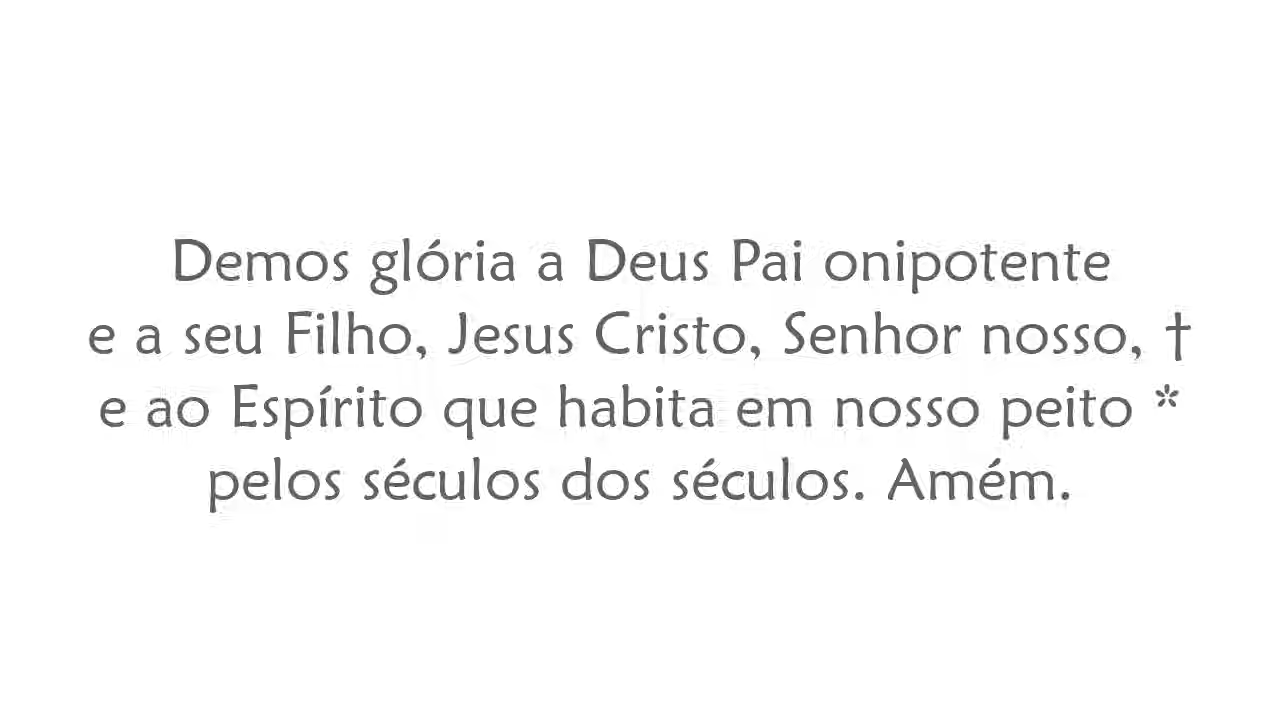 Demos glória a Deus Pai onipotente
e a seu Filho, Jesus Cristo, Senhor nosso, †
e ao Espírito que habita em nosso peito *
pelos séculos dos séculos. Amém.